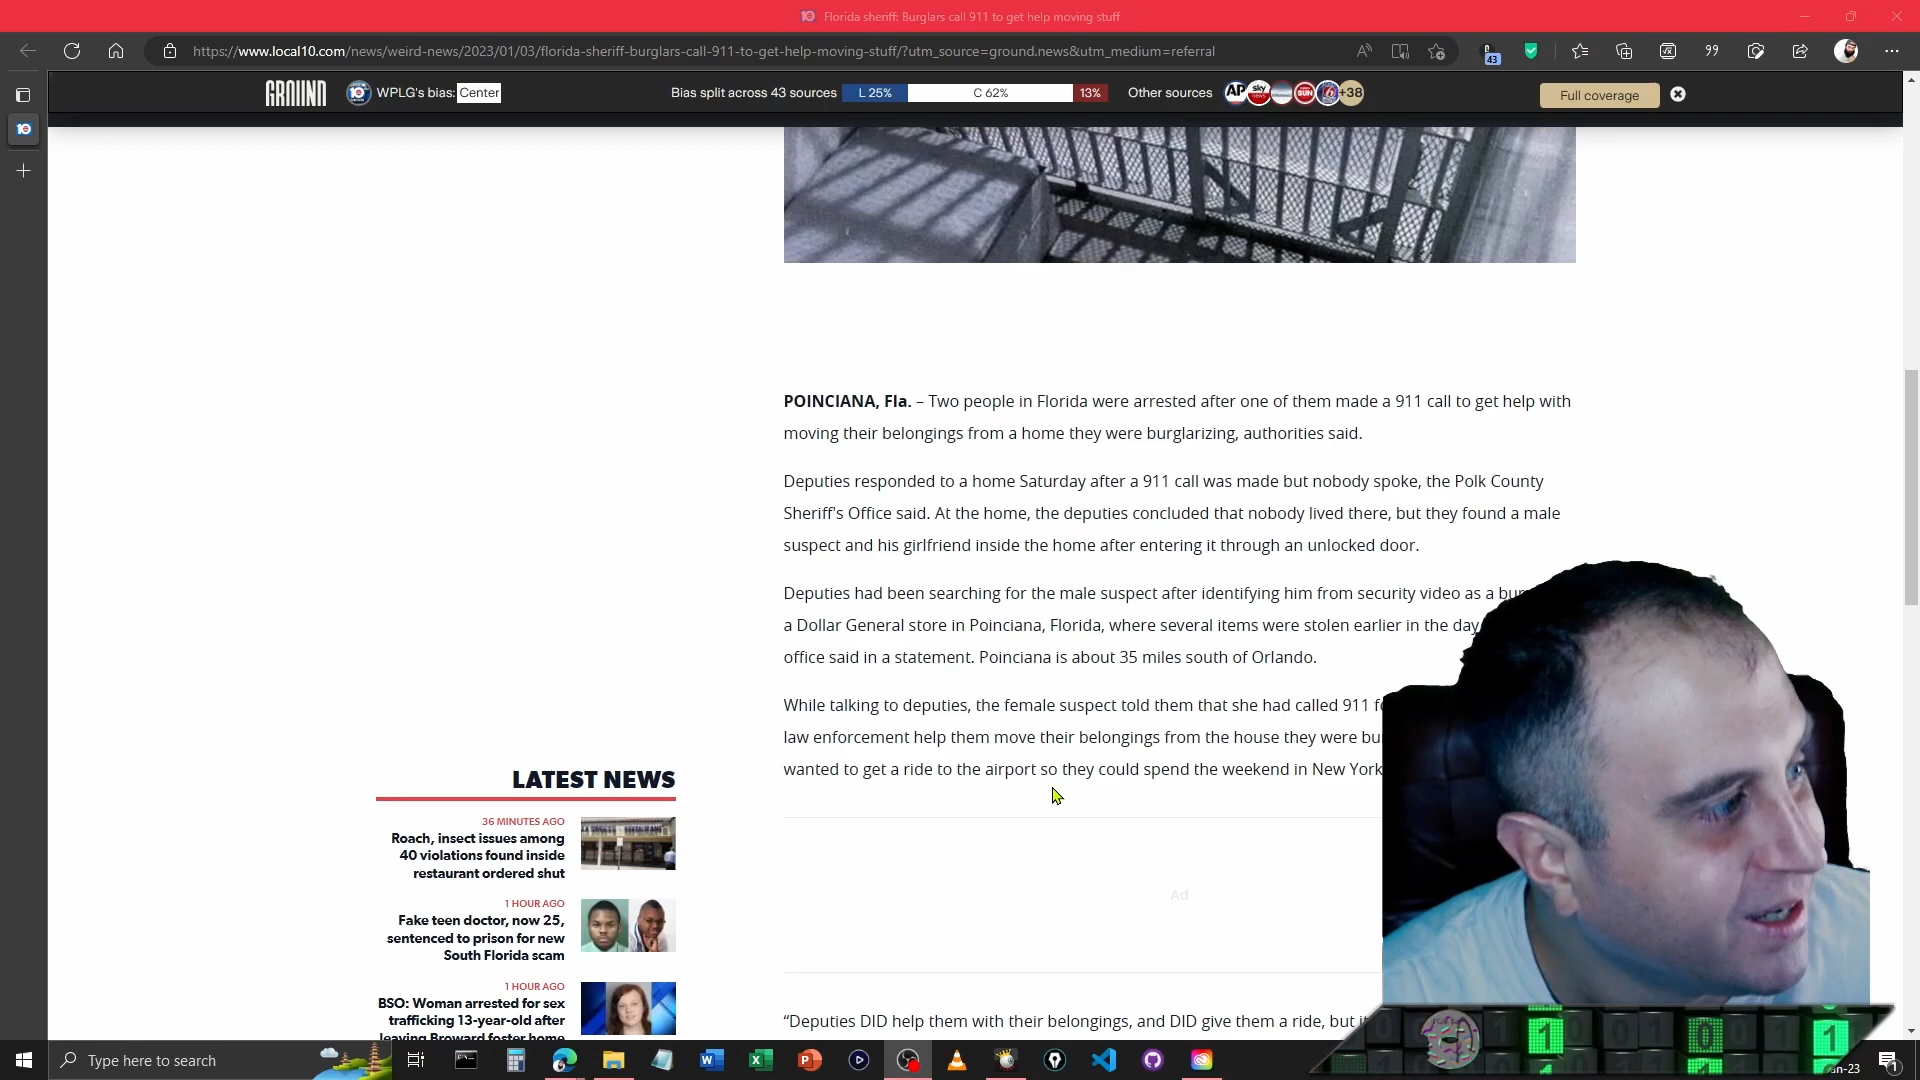 Florida sheriff: Burglars call 911 to get help moving stuff
https://www.local10.com/news/weird-news/2023/01/03/florida-sheriff-burglars-call-911-to-get-help-moving-stuff/?utm_source=ground.news&utm_medium=referral
43
99
GROUND
10
WPLG's bias: Center
Bias split across 43 sources
L 25%
C 62%
13%
Other sources
AP
sky news
SUN
+38
Full coverage
POINCIANA, Fla. – Two people in Florida were arrested after one of them made a 911 call to get help with
moving their belongings from a home they were burglarizing, authorities said.
Deputies responded to a home Saturday after a 911 call was made but nobody spoke, the Polk County
Sheriff's Office said. At the home, the deputies concluded that nobody lived there, but they found a male
suspect and his girlfriend inside the home after entering it through an unlocked door.
Deputies had been searching for the male suspect after identifying him from security video as a
a Dollar General store in Poinciana, Florida, where several items were stolen earlier in the day
office said in a statement. Poinciana is about 35 miles south of Orlando.
While talking to deputies, the female suspect told them that she had called 911
law enforcement help them move their belongings from the house they were
wanted to get a ride to the airport so they could spend the weekend in New York
Ad
“Deputies DID help them with their belongings, and DID give them a ride, but
LATEST NEWS
36 MINUTES AGO
Roach, insect issues among
40 violations found inside
restaurant ordered shut
1 HOUR AGO
Fake teen doctor, now 25,
sentenced to prison for new
South Florida scam
1 HOUR AGO
BSO: Woman arrested for sex
trafficking 13-year-old after
leaving Broward foster home
Type here to search